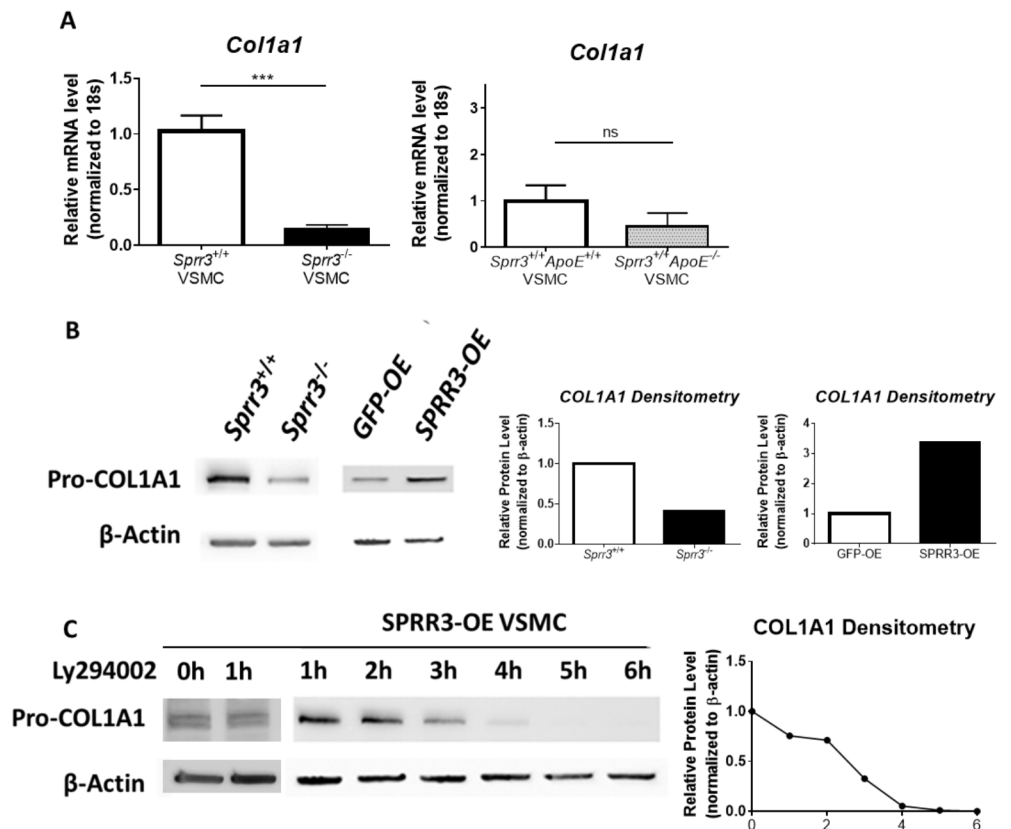 A
Col1a1
Relative mRNA level
(normalized to 18s)
1.5
1.0
0.5
0.0
***
Sprr3+/+
VSMC
Sprr3-/-
VSMC
Col1a1
Relative mRNA level
(normalized to 18s)
3
2
1
0
ns
Sprr3+/+ApoE+/+
VSMC
Sprr3+/+ApoE-/-
VSMC
B
Sprr3+/+
Sprr3-/-
GFP-OE
SPRR3-OE
Pro-COL1A1
β-Actin
COL1A1 Densitometry
Relative Protein Level
(normalized to β-actin)
1.5
1.0
0.5
0.0
Sprr3+/+
Sprr3-/-
COL1A1 Densitometry
Relative Protein Level
(normalized to β-actin)
4
3
2
1
0
GFP-OE
SPRR3-OE
C
SPRR3-OE VSMC
Ly294002 0h 1h 1h 2h 3h 4h 5h 6h
Pro-COL1A1
β-Actin
COL1A1 Densitometry
Relative Protein Level
(normalized to β-actin)
1.5
1.0
0.5
0.0
0 2 4 6